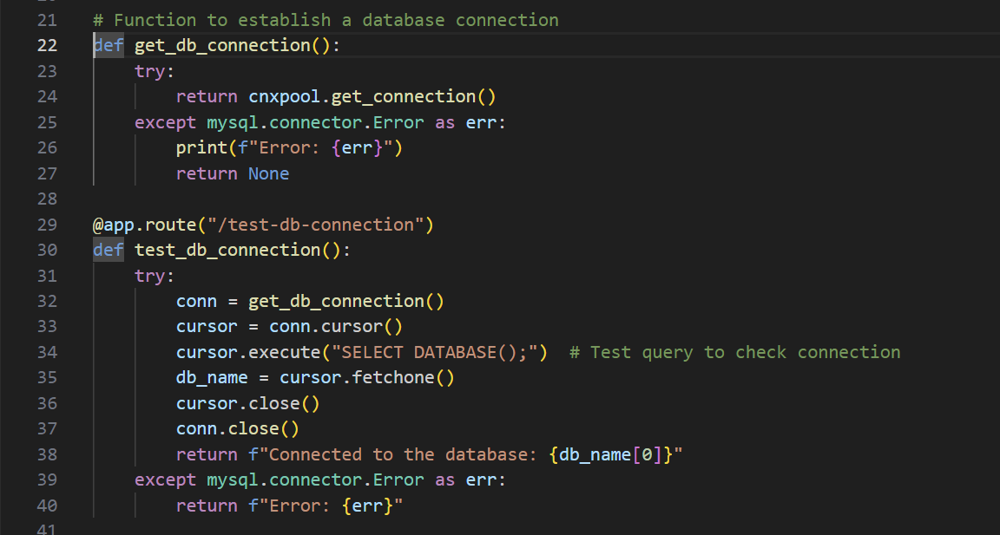 21 # Function to establish a database connection
22 def get_db_connection():
23     try:
24         return cnxpool.get_connection()
25     except mysql.connector.Error as err:
26         print(f"Error: {err}")
27         return None
28
29 @app.route("/test-db-connection")
30 def test_db_connection():
31     try:
32         conn = get_db_connection()
33         cursor = conn.cursor()
34         cursor.execute("SELECT DATABASE();")  # Test query to check connection
35         db_name = cursor.fetchone()
36         cursor.close()
37         conn.close()
38         return f"Connected to the database: {db_name[0]}"
39     except mysql.connector.Error as err:
40         return f"Error: {err}"
41